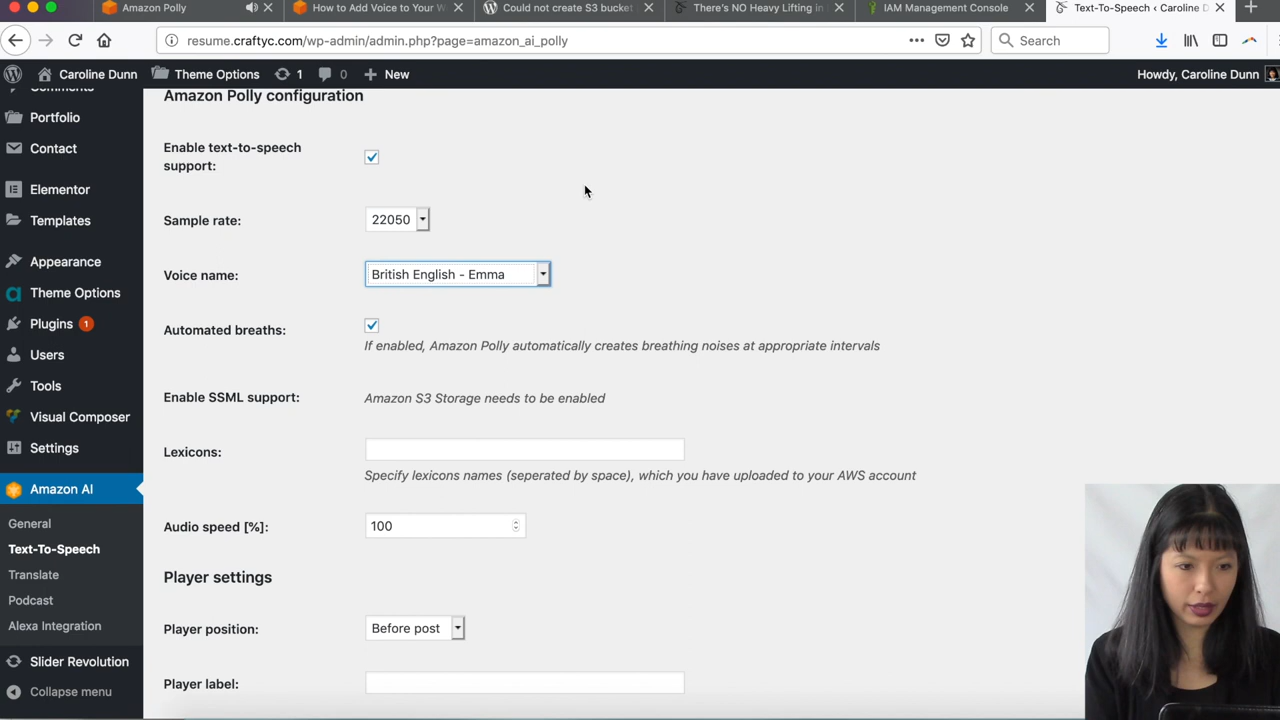 Amazon Polly
How to Add Voice to Your W
Could not create S3 bucket
There's NO Heavy Lifting in
IAM Management Console
Text-To-Speech ‹ Caroline D
resume.craftyc.com/wp-admin/admin.php?page=amazon_ai_polly
Search
Caroline Dunn
Theme Options
1
0
New
Howdy, Caroline Dunn
Comments
Portfolio
Contact
Elementor
Templates
Appearance
Theme Options
Plugins 1
Users
Tools
Visual Composer
Settings
Amazon AI
General
Text-To-Speech
Translate
Podcast
Alexa Integration
Slider Revolution
Collapse menu
Amazon Polly configuration
Enable text-to-speech
support:
Sample rate:
22050
Voice name:
British English - Emma
Automated breaths:
If enabled, Amazon Polly automatically creates breathing noises at appropriate intervals
Enable SSML support:
Amazon S3 Storage needs to be enabled
Lexicons:
Specify lexicons names (seperated by space), which you have uploaded to your AWS account
Audio speed [%]:
100
Player settings
Player position:
Before post
Player label: